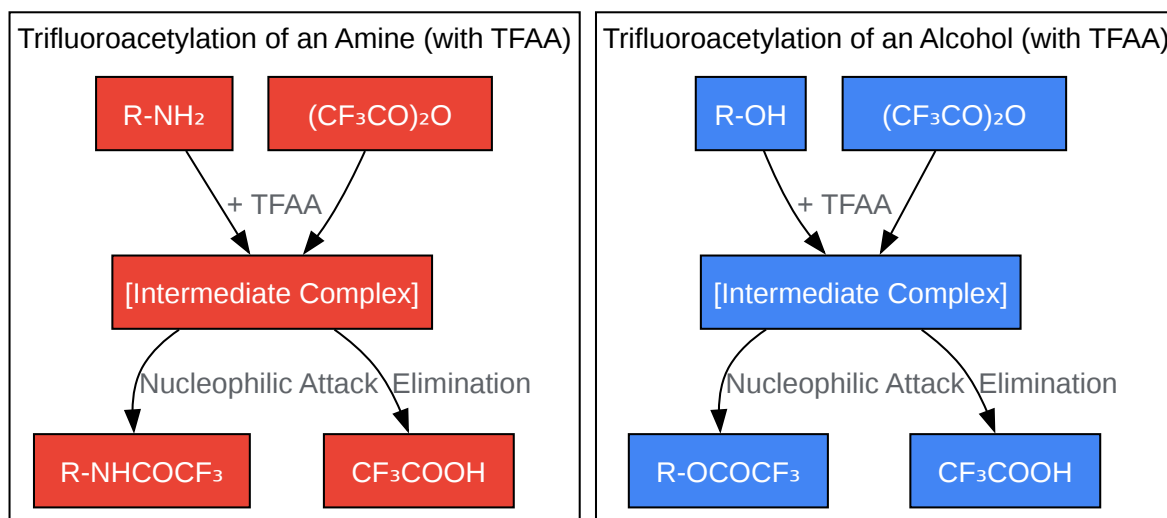 Trifluoroacetylation of an Amine (with TFAA)
R-NH₂
(CF₃CO)₂O
+ TFAA
[Intermediate Complex]
Nucleophilic Attack
Elimination
R-NHCOCF₃
CF₃COOH
Trifluoroacetylation of an Alcohol (with TFAA)
R-OH
(CF₃CO)₂O
+ TFAA
[Intermediate Complex]
Nucleophilic Attack
Elimination
R-OCOCF₃
CF₃COOH